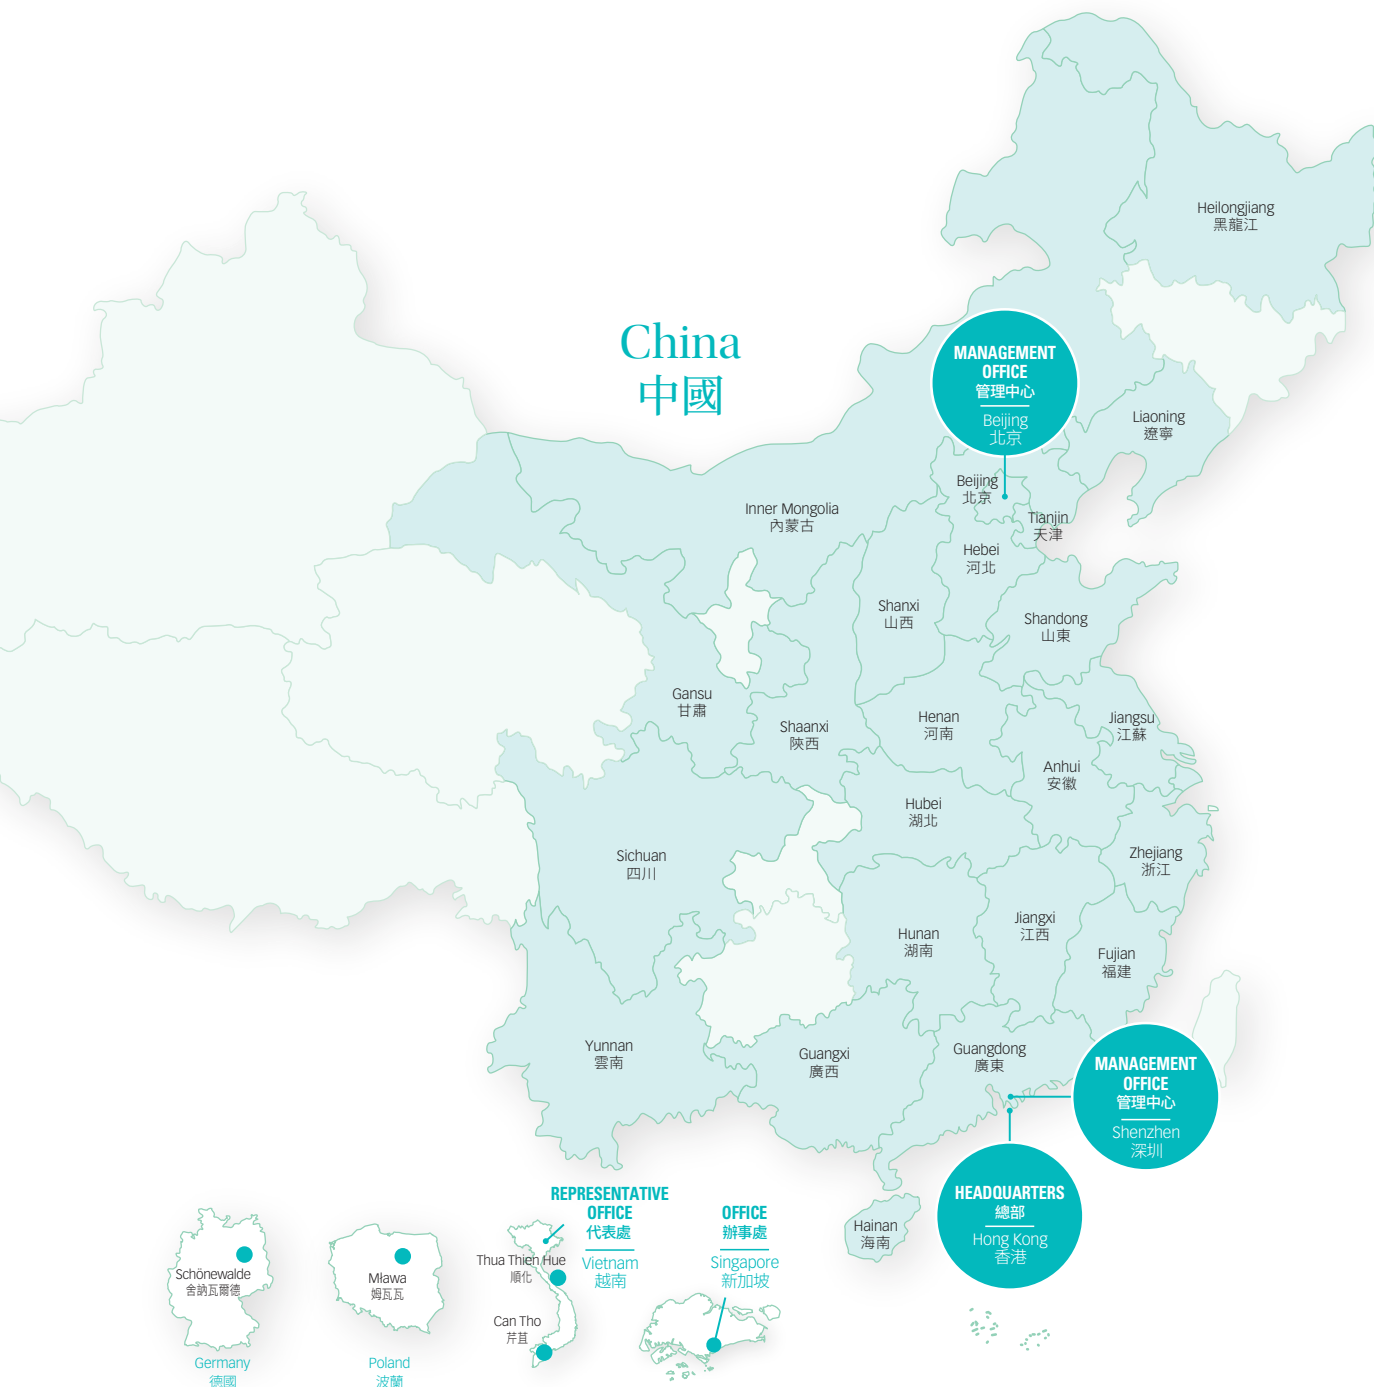 Heilongjiang
黑龍江
China
中國
MANAGEMENT
OFFICE
管理中心
Beijing
北京
Liaoning
遼寧
Beijing
北京
Inner Mongolia
內蒙古
Tianjin
天津
Hebei
河北
Shanxi
山西
Shandong
山東
Gansu
甘肅
Shaanxi
陝西
Henan
河南
Jiangsu
江蘇
Anhui
安徽
Hubei
湖北
Sichuan
四川
Zhejiang
浙江
Jiangxi
江西
Hunan
湖南
Fujian
福建
Yunnan
雲南
Guangxi
廣西
Guangdong
廣東
MANAGEMENT
OFFICE
管理中心
Shenzhen
深圳
HEADQUARTERS
總部
Hong Kong
香港
Hainan
海南
REPRESENTATIVE
OFFICE
代表處
Vietnam
越南
OFFICE
辦事處
Singapore
新加坡
Thua Thien Hue
順化
Can Tho
芹苴
Schönewalde
舍訥瓦爾德
Germany
德國
Mława
姆瓦瓦
Poland
波蘭